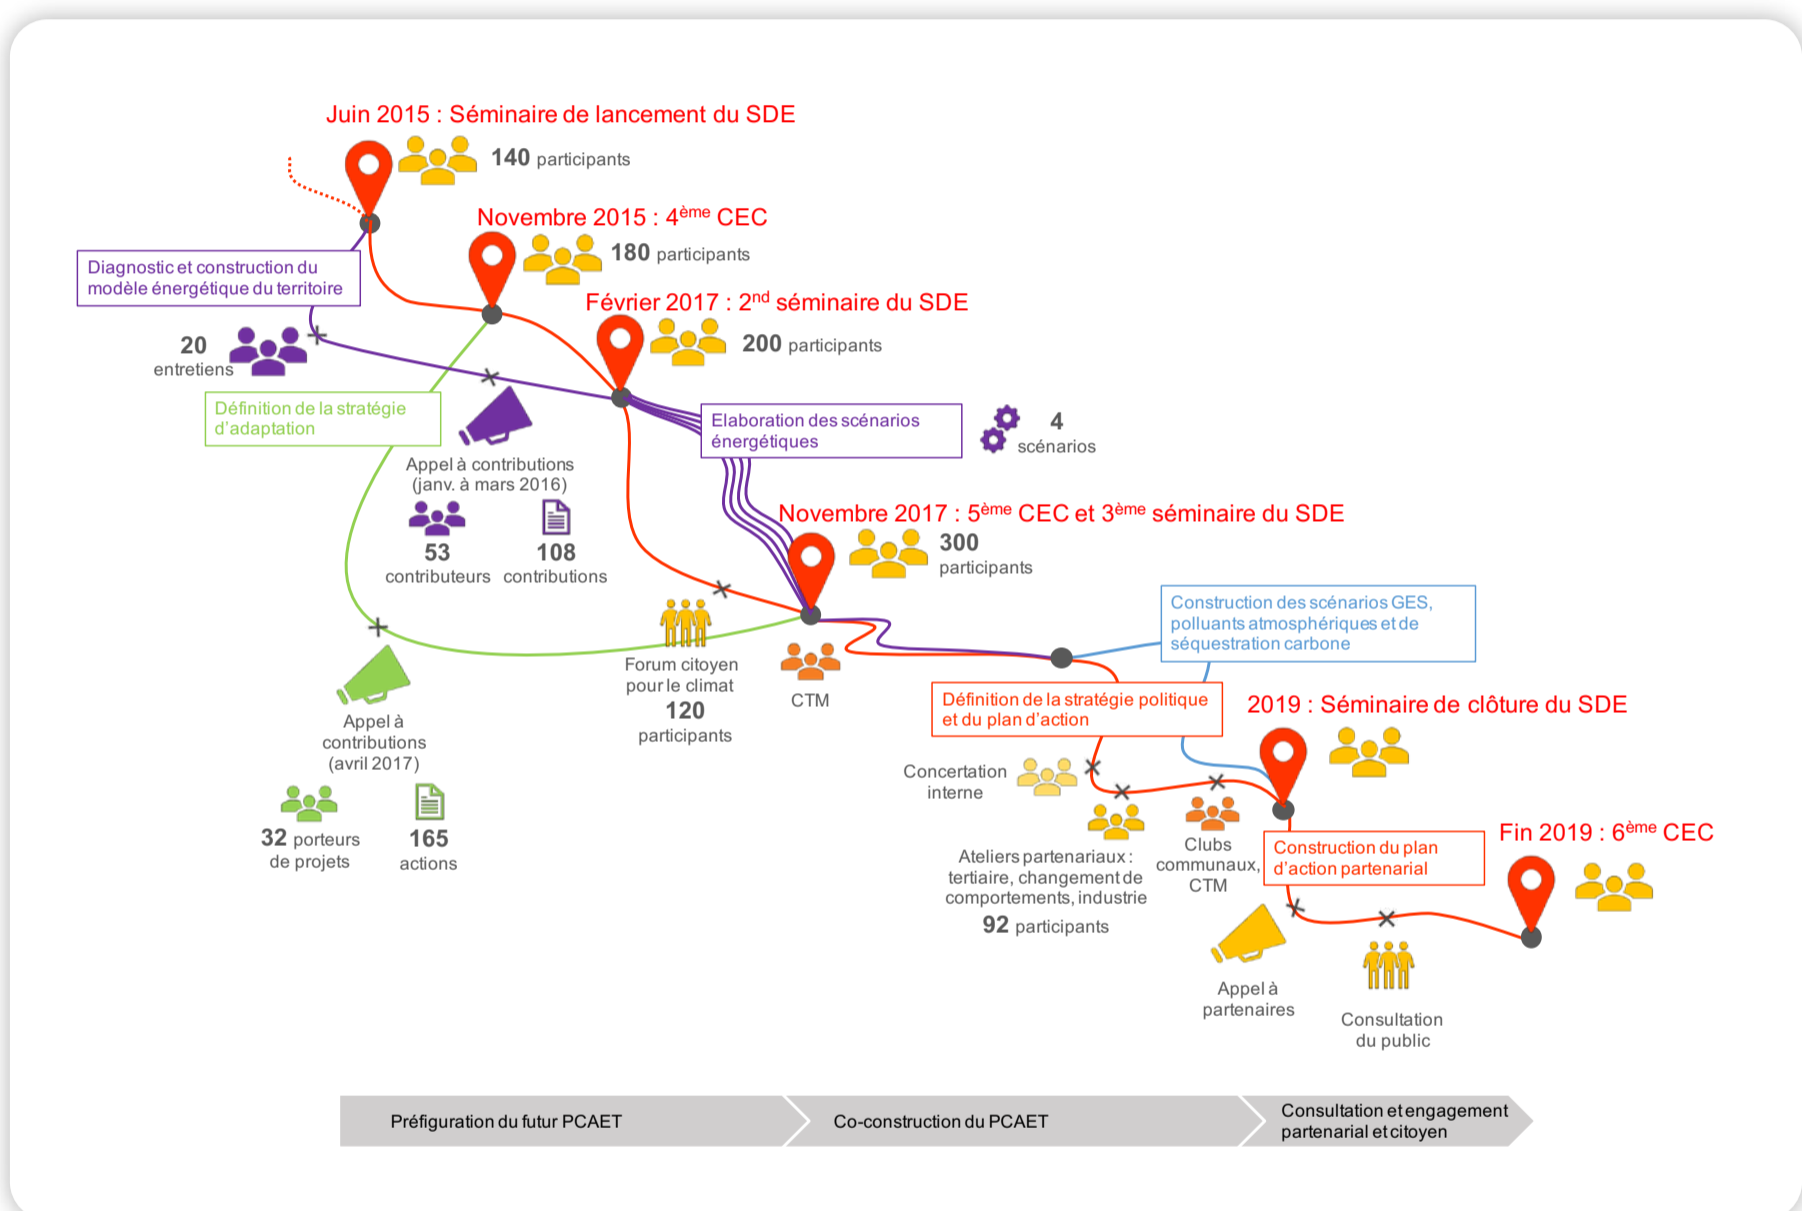 Juin 2015 : Séminaire de lancement du SDE
140 participants
Novembre 2015 : 4ème CEC
180 participants
Diagnostic et construction du
modèle énergétique du territoire
Février 2017 : 2nd séminaire du SDE
200 participants
20
entretiens
Définition de la stratégie
d’adaptation
Elaboration des scénarios
énergétiques
4
scénarios
Appel à contributions
(janv. à mars 2016)
53
contributeurs
108
contributions
Novembre 2017 : 5ème CEC et 3ème séminaire du SDE
300
participants
Construction des scénarios GES,
polluants atmosphériques et de
séquestration carbone
Forum citoyen
pour le climat
120
participants
CTM
Définition de la stratégie politique
et du plan d’action
2019 : Séminaire de clôture du SDE
Appel à
contributions
(avril 2017)
32 porteurs
de projets
165
actions
Concertation
interne
Ateliers partenariaux :
tertiaire, changement de
comportements, industrie
92 participants
Clubs
communaux,
CTM
Construction du plan
d’action partenarial
Fin 2019 : 6ème CEC
Appel à
partenaires
Consultation
du public
Préfiguration du futur PCAET
Co-construction du PCAET
Consultation et engagement
partenarial et citoyen